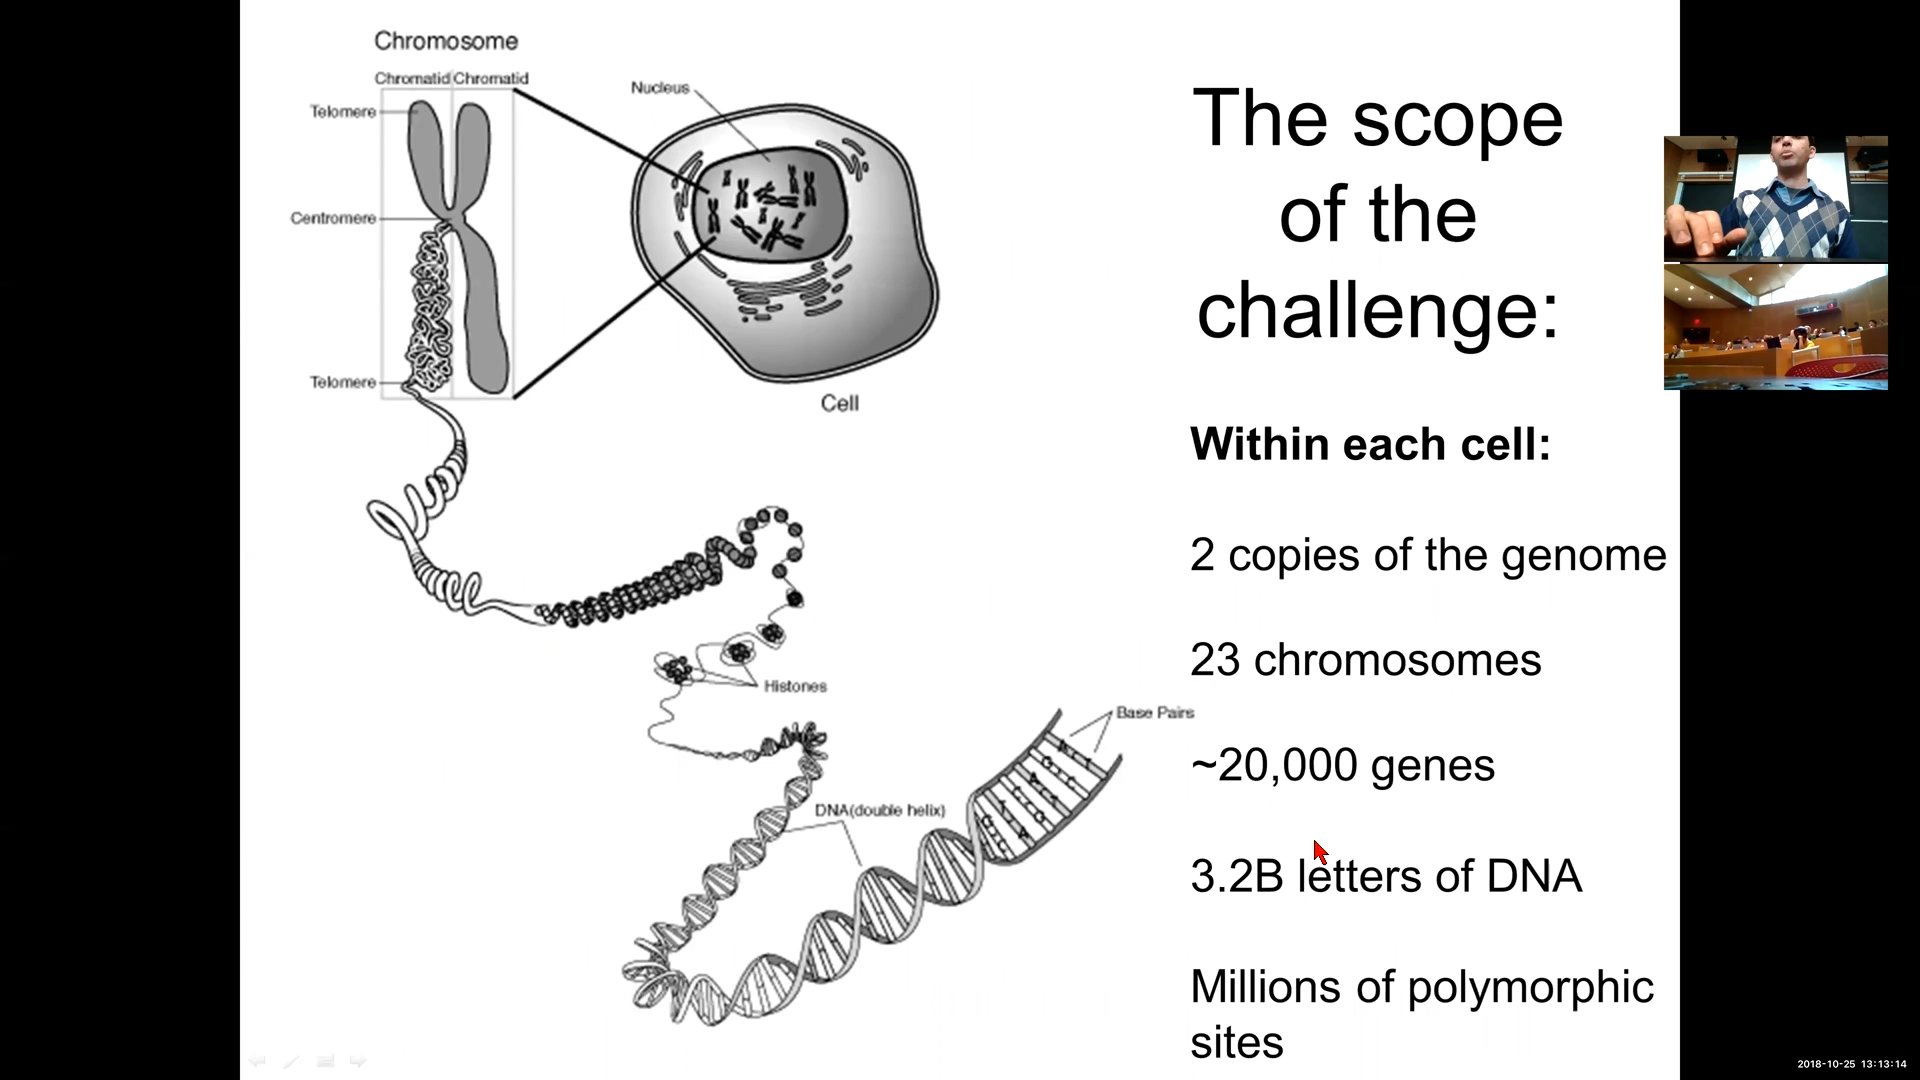 Chromosome
Chromatid Chromatid
Telomere
Centromere
Telomere
Nucleus
Cell
Histones
Base Pairs
DNA(double helix)
The scope
of the
challenge:
Within each cell:
2 copies of the genome
23 chromosomes
~20,000 genes
3.2B letters of DNA
Millions of polymorphic
sites
2018-10-25 13:13:14